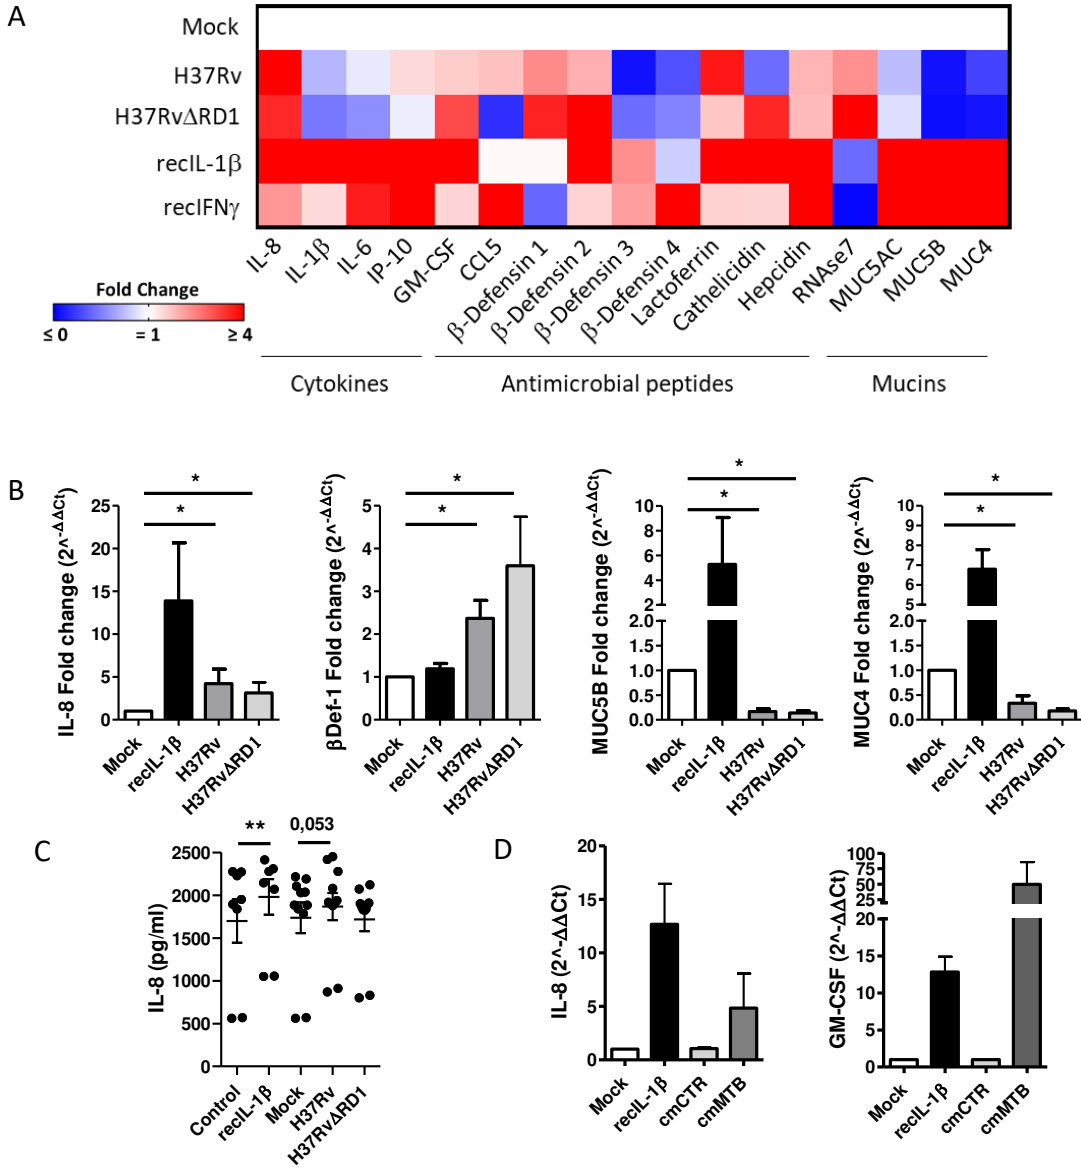 A
Mock
H37Rv
H37RvΔRD1
recIL-1β
recIFNγ
IL-8
IL-1β
IL-6
IP-10
GM-CSF
CCL5
β-Defensin 1
β-Defensin 2
β-Defensin 3
β-Defensin 4
Lactoferrin
Cathelicidin
Hepcidin
RNAse7
MUC5AC
MUC5B
MUC4
Fold Change
≤ 0 = 1 ≥ 4
Cytokines Antimicrobial peptides Mucins
B
IL-8 Fold change (2^-ΔΔCt)
25
20
15
10
5
0
*
*
Mock
recIL-1β
H37Rv
H37RvΔRD1
βDef-1 Fold change (2^-ΔΔCt)
5
4
3
2
1
0
*
*
Mock
recIL-1β
H37Rv
H37RvΔRD1
MUC5B Fold change (2^-ΔΔCt)
10
8
6
4
2
2.0
1.5
1.0
0.5
0.0
*
*
Mock
recIL-1β
H37Rv
H37RvΔRD1
MUC4 Fold change (2^-ΔΔCt)
10
9
8
7
6
5
2.0
1.5
1.0
0.5
0.0
*
*
Mock
recIL-1β
H37Rv
H37RvΔRD1
C
IL-8 (pg/ml)
2500
2000
1500
1000
500
0
**
0,053
Control
recIL-1β
Mock
H37Rv
H37RvΔRD1
D
IL-8 (2^-ΔΔCt)
20
15
10
5
0
Mock
recIL-1β
cmCTR
cmMTB
GM-CSF (2^-ΔΔCt)
100
75
50
25
20
15
10
5
0
Mock
recIL-1β
cmCTR
cmMTB